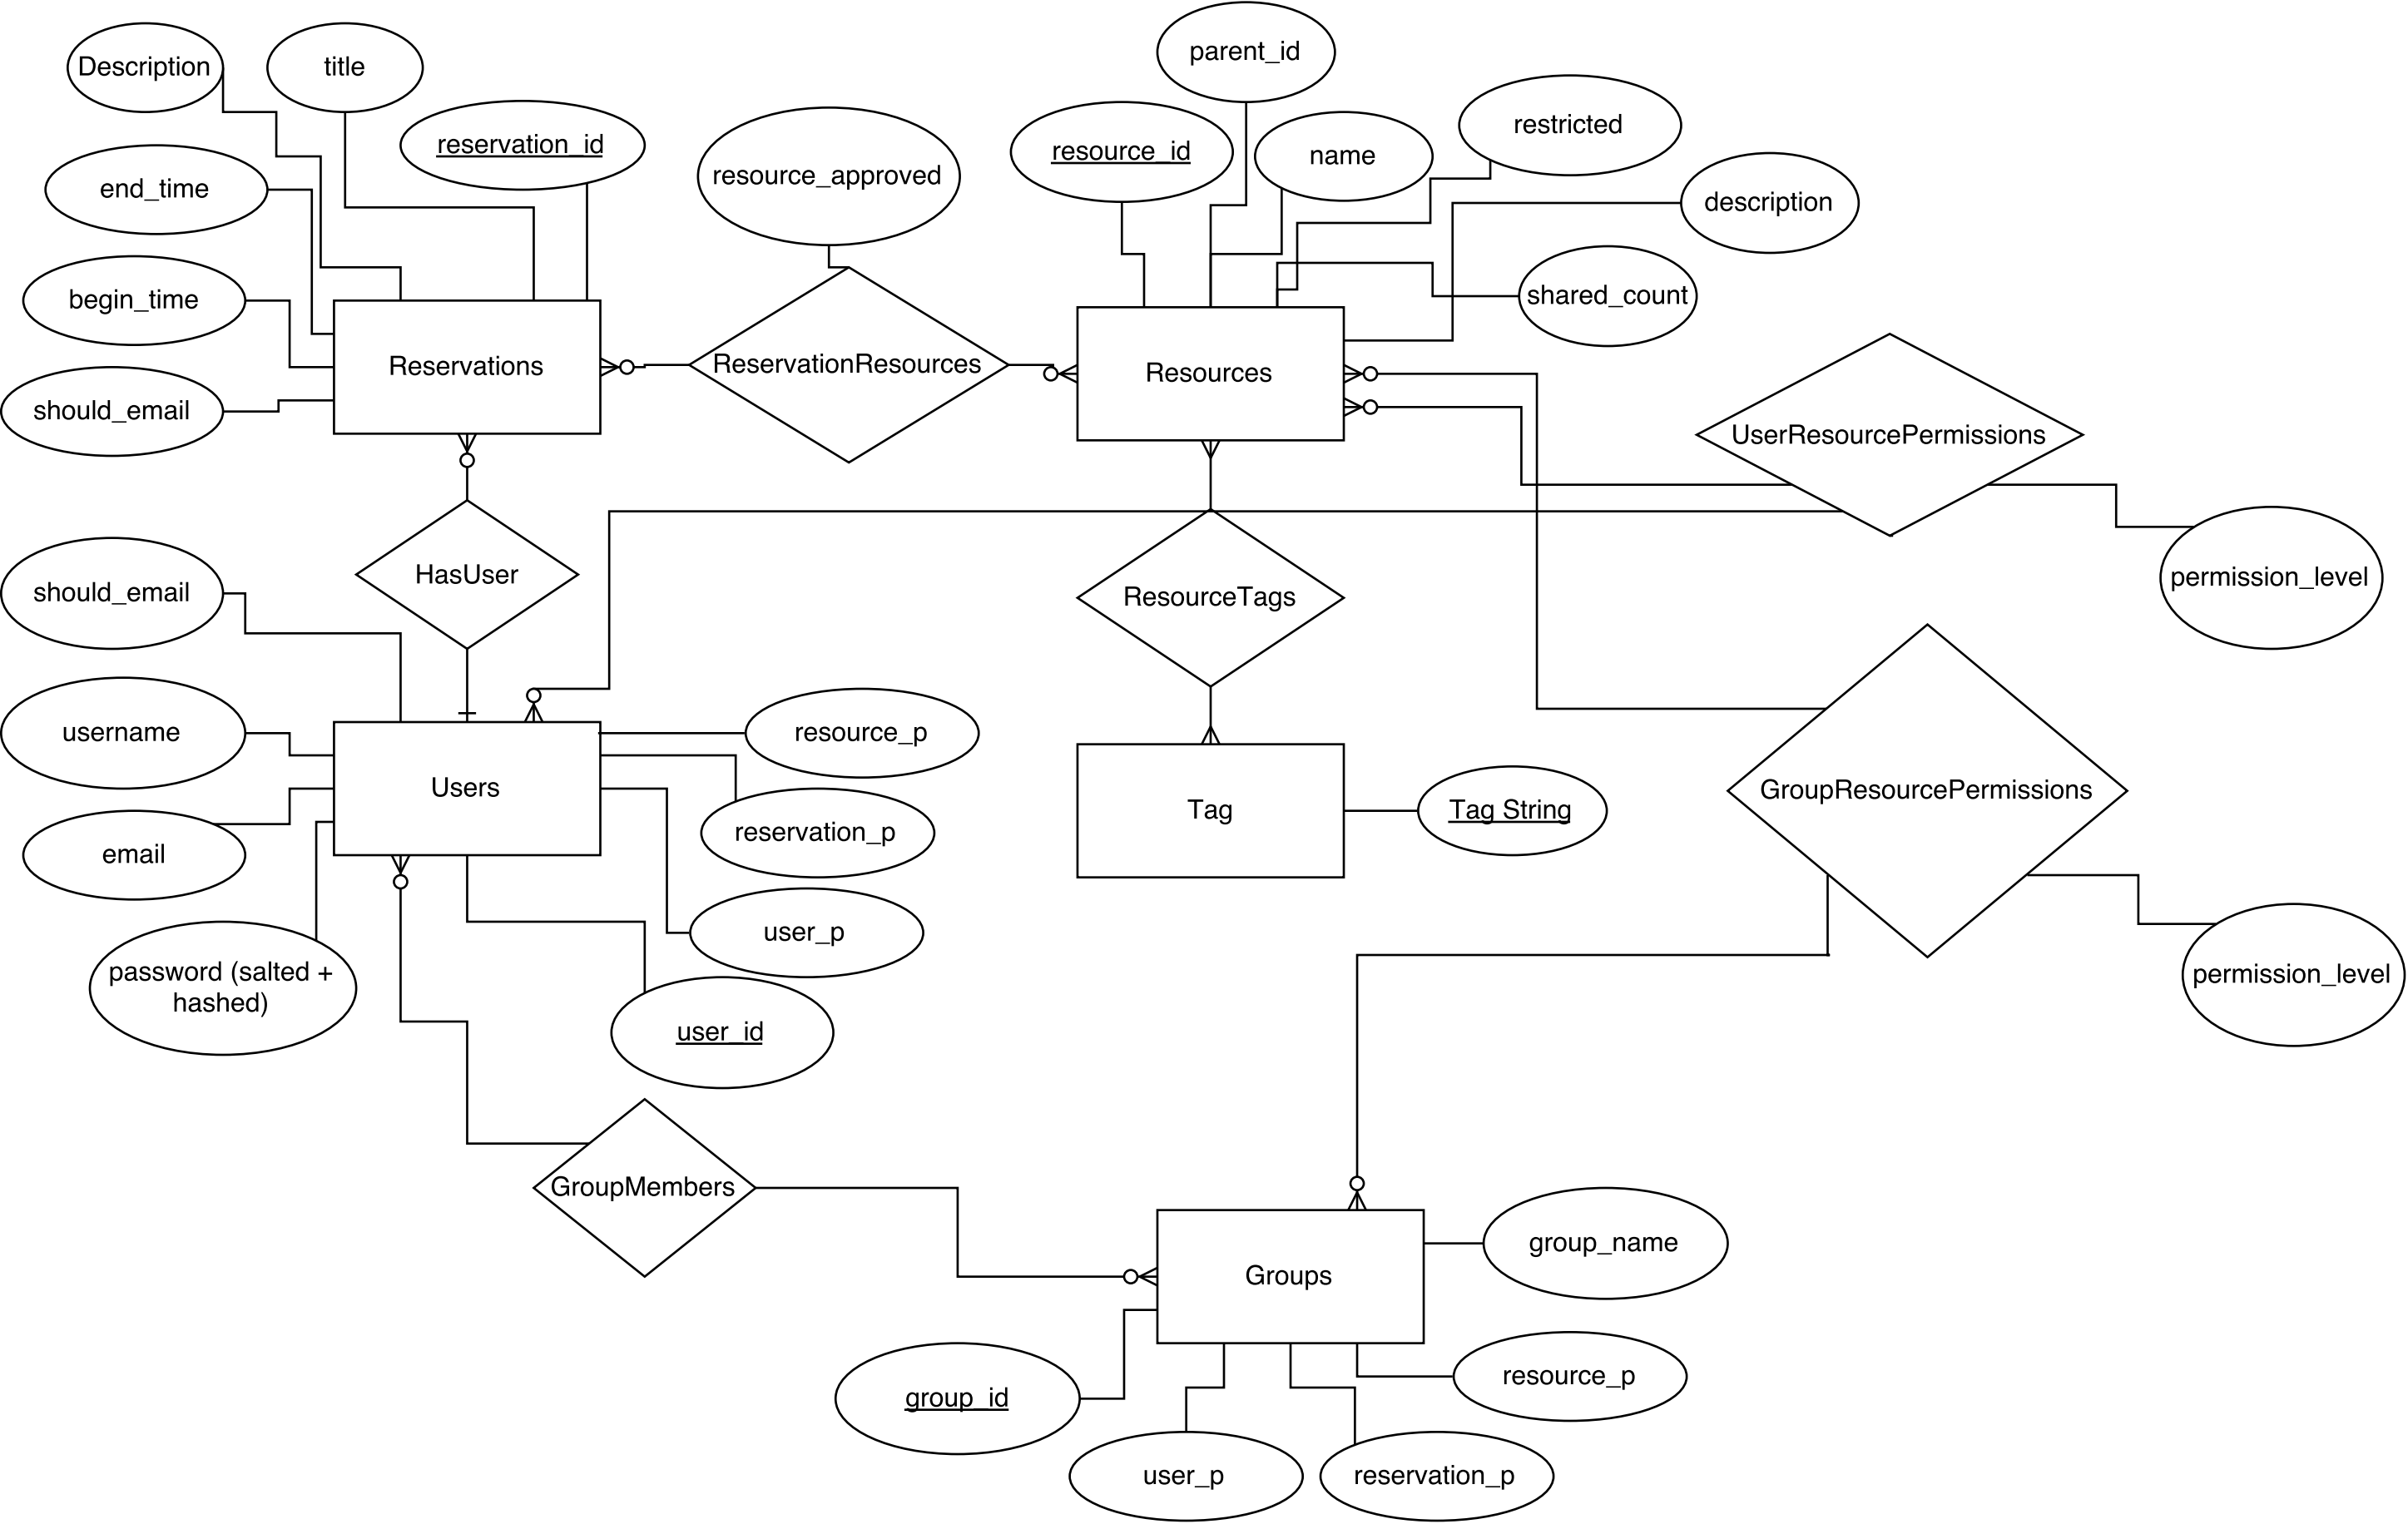 parent_id
Description
title
restricted
reservation_id
resource_id
name
resource_approved
end_time
description
begin_time
shared_count
Reservations
ReservationResources
Resources
should_email
UserResourcePermissions
HasUser
permission_level
should_email
ResourceTags
username
resource_p
Users
GroupResourcePermissions
Tag
Tag String
reservation_p
email
user_p
password (salted +
hashed)
permission_level
user_id
GroupMembers
group_name
Groups
resource_p
group_id
user_p
reservation_p